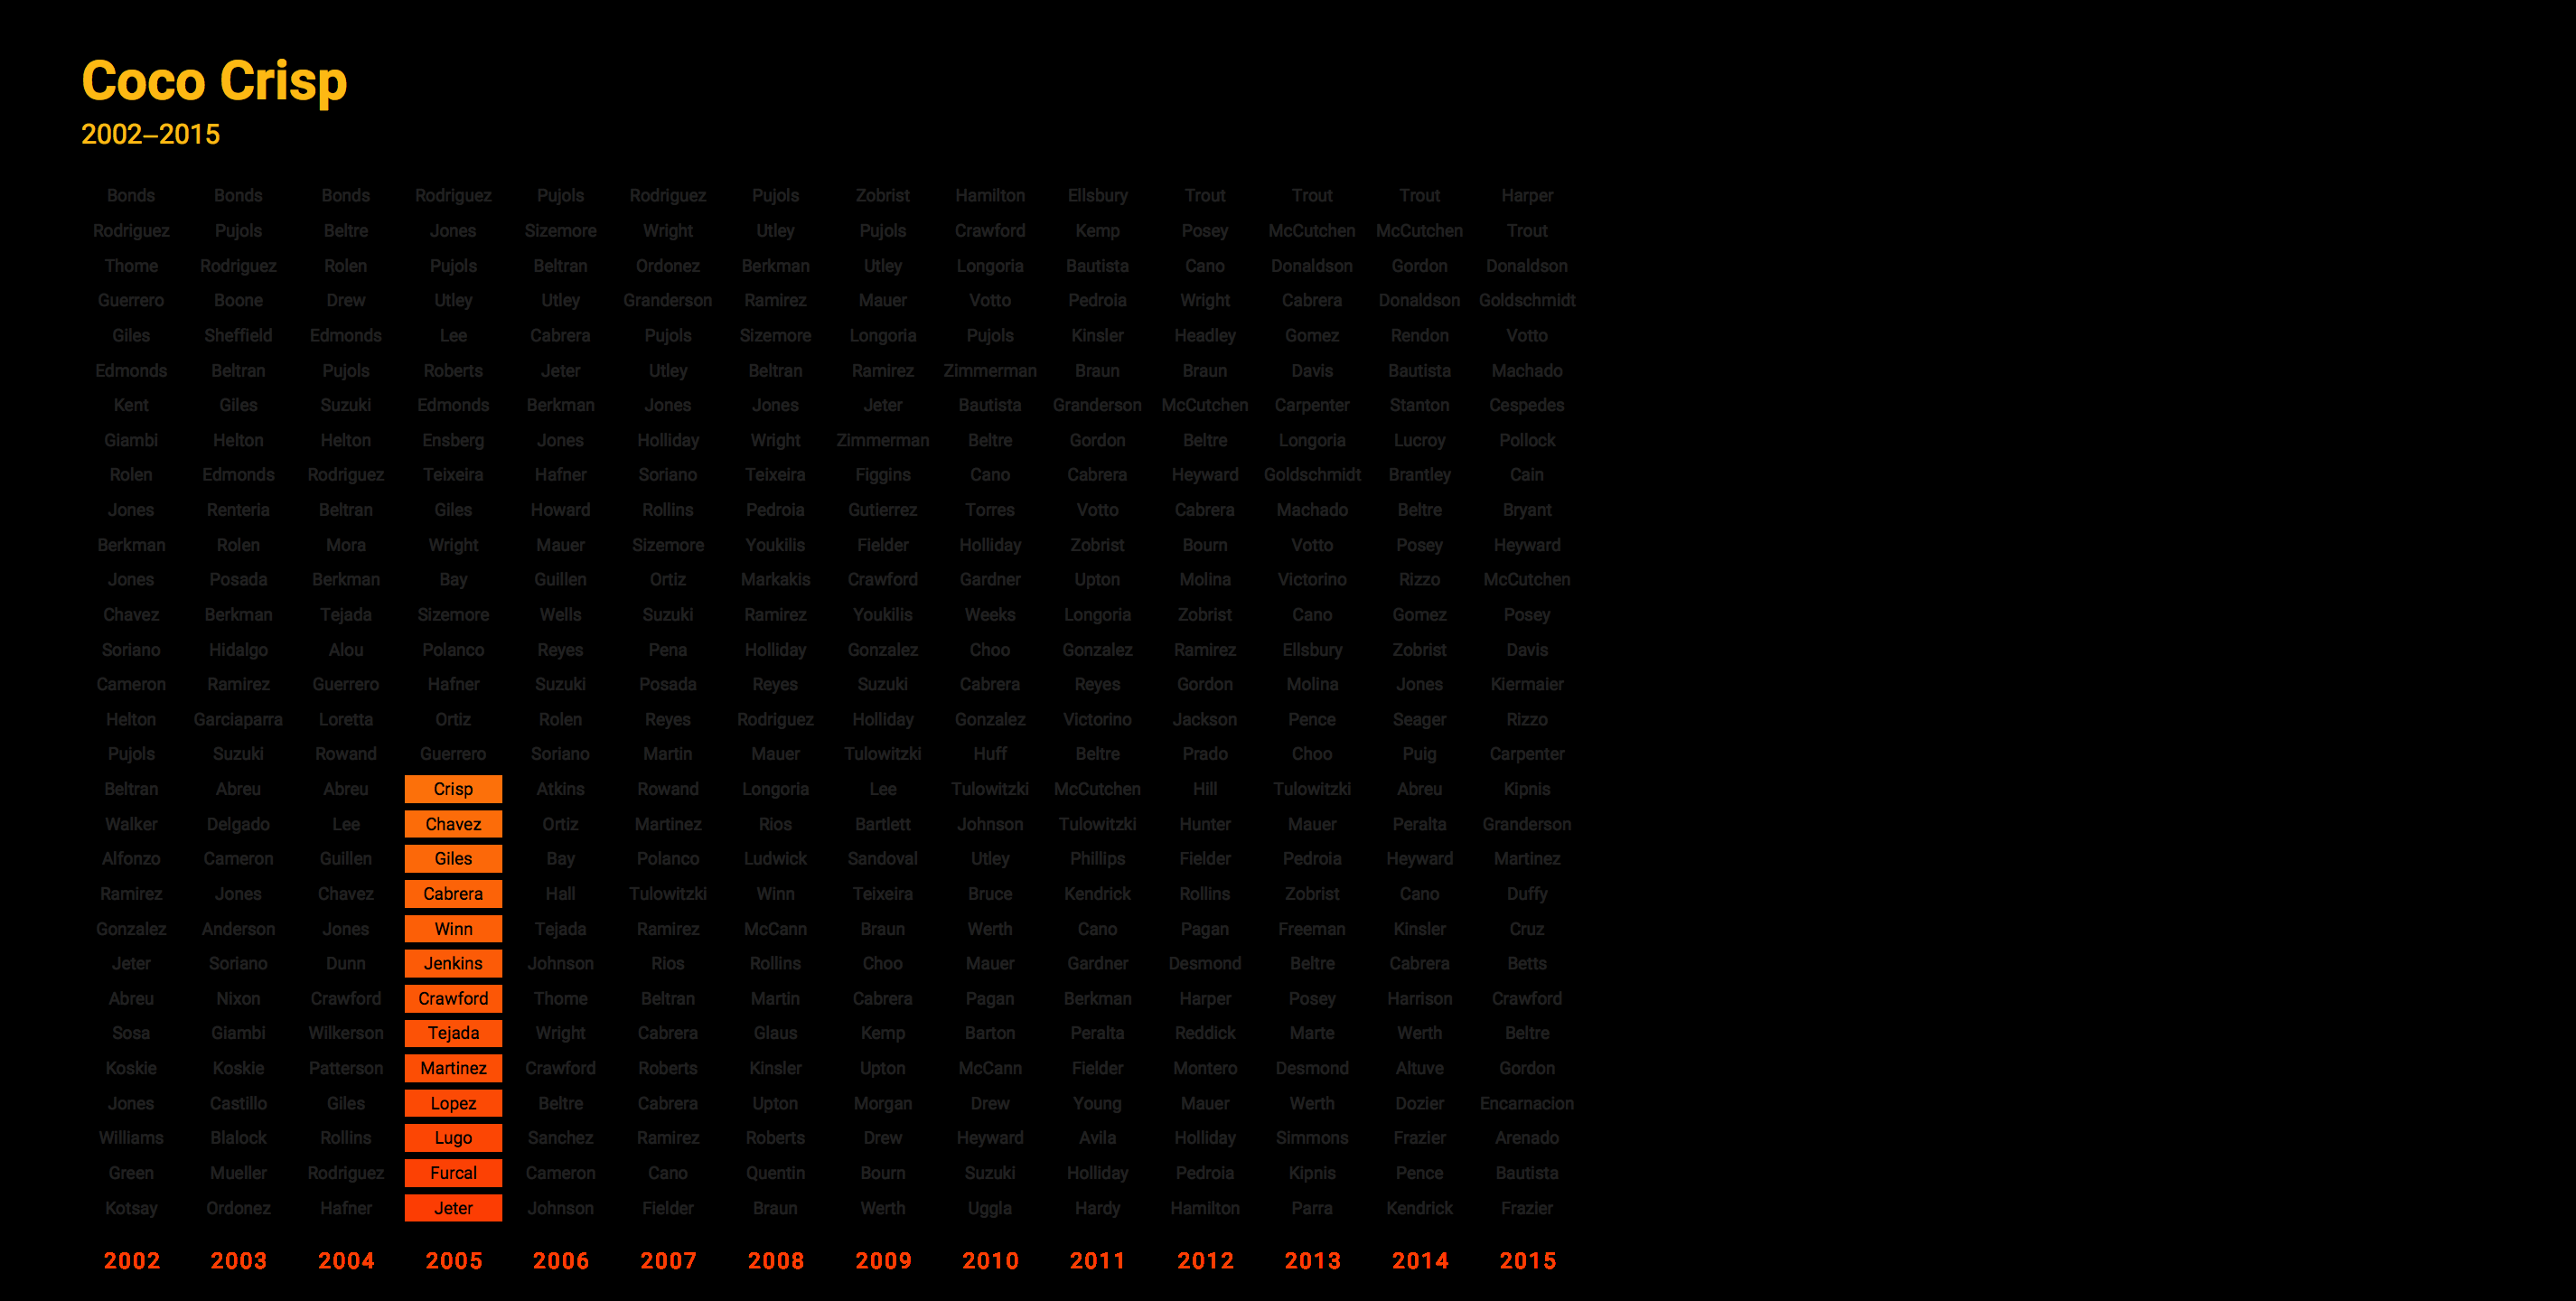 Coco Crisp
2002–2015
Bonds Bonds Bonds Rodriguez Pujols Rodriguez Pujols Zobrist Hamilton Ellsbury Trout Trout Trout Harper
Rodriguez Pujols Beltre Jones Sizemore Wright Utley Pujols Crawford Kemp Posey McCutchen McCutchen Trout
Thome Rodriguez Rolen Pujols Beltran Ordonez Berkman Utley Longoria Bautista Cano Donaldson Gordon Donaldson
Guerrero Boone Drew Utley Utley Granderson Ramirez Mauer Votto Pedroia Wright Cabrera Donaldson Goldschmidt
Giles Sheffield Edmonds Lee Cabrera Pujols Sizemore Longoria Pujols Kinsler Headley Gomez Rendon Votto
Edmonds Beltran Pujols Roberts Jeter Utley Beltran Ramirez Zimmerman Braun Braun Davis Bautista Machado
Kent Giles Suzuki Edmonds Berkman Jones Jones Jeter Bautista Granderson McCutchen Carpenter Stanton Cespedes
Giambi Helton Helton Ensberg Jones Holliday Wright Zimmerman Beltre Gordon Beltre Longoria Lucroy Pollock
Rolen Edmonds Rodriguez Teixeira Hafner Soriano Teixeira Figgins Cano Cabrera Heyward Goldschmidt Brantley Cain
Jones Renteria Beltran Giles Howard Rollins Pedroia Gutierrez Torres Votto Cabrera Machado Beltre Bryant
Berkman Rolen Mora Wright Mauer Sizemore Youkilis Fielder Holliday Zobrist Bourn Votto Posey Heyward
Jones Posada Berkman Bay Guillen Ortiz Markakis Crawford Gardner Upton Molina Victorino Rizzo McCutchen
Chavez Berkman Tejada Sizemore Wells Suzuki Ramirez Youkilis Weeks Longoria Zobrist Cano Gomez Posey
Soriano Hidalgo Alou Polanco Reyes Pena Holliday Gonzalez Choo Gonzalez Ramirez Ellsbury Zobrist Davis
Cameron Ramirez Guerrero Hafner Suzuki Posada Reyes Suzuki Cabrera Reyes Gordon Molina Jones Kiermaier
Helton Garciaparra Loretta Ortiz Rolen Reyes Rodriguez Holliday Gonzalez Victorino Jackson Pence Seager Rizzo
Pujols Suzuki Rowand Guerrero Soriano Martin Mauer Tulowitzki Huff Beltre Prado Choo Puig Carpenter
Beltran Abreu Abreu Crisp Atkins Rowand Longoria Lee Tulowitzki McCutchen Hill Tulowitzki Abreu Kipnis
Walker Delgado Lee Chavez Ortiz Martinez Rios Bartlett Johnson Tulowitzki Hunter Mauer Peralta Granderson
Alfonzo Cameron Guillen Giles Bay Polanco Ludwick Sandoval Utley Phillips Fielder Pedroia Heyward Martinez
Ramirez Jones Chavez Cabrera Hall Tulowitzki Winn Teixeira Bruce Kendrick Rollins Zobrist Cano Duffy
Gonzalez Anderson Jones Winn Tejada Ramirez McCann Braun Werth Cano Pagan Freeman Kinsler Cruz
Jeter Soriano Dunn Jenkins Johnson Rios Rollins Choo Mauer Gardner Desmond Beltre Cabrera Betts
Abreu Nixon Crawford Crawford Thome Beltran Martin Cabrera Pagan Berkman Harper Posey Harrison Crawford
Sosa Giambi Wilkerson Tejada Wright Cabrera Glaus Kemp Barton Peralta Reddick Marte Werth Beltre
Koskie Koskie Patterson Martinez Crawford Roberts Kinsler Upton McCann Fielder Montero Desmond Altuve Gordon
Jones Castillo Giles Lopez Beltre Cabrera Upton Morgan Drew Young Mauer Werth Dozier Encarnacion
Williams Blalock Rollins Lugo Sanchez Ramirez Roberts Drew Heyward Avila Holliday Simmons Frazier Arenado
Green Mueller Rodriguez Furcal Cameron Cano Quentin Bourn Suzuki Holliday Pedroia Kipnis Pence Bautista
Kotsay Ordonez Hafner Jeter Johnson Fielder Braun Werth Uggla Hardy Hamilton Parra Kendrick Frazier
2002 2003 2004 2005 2006 2007 2008 2009 2010 2011 2012 2013 2014 2015